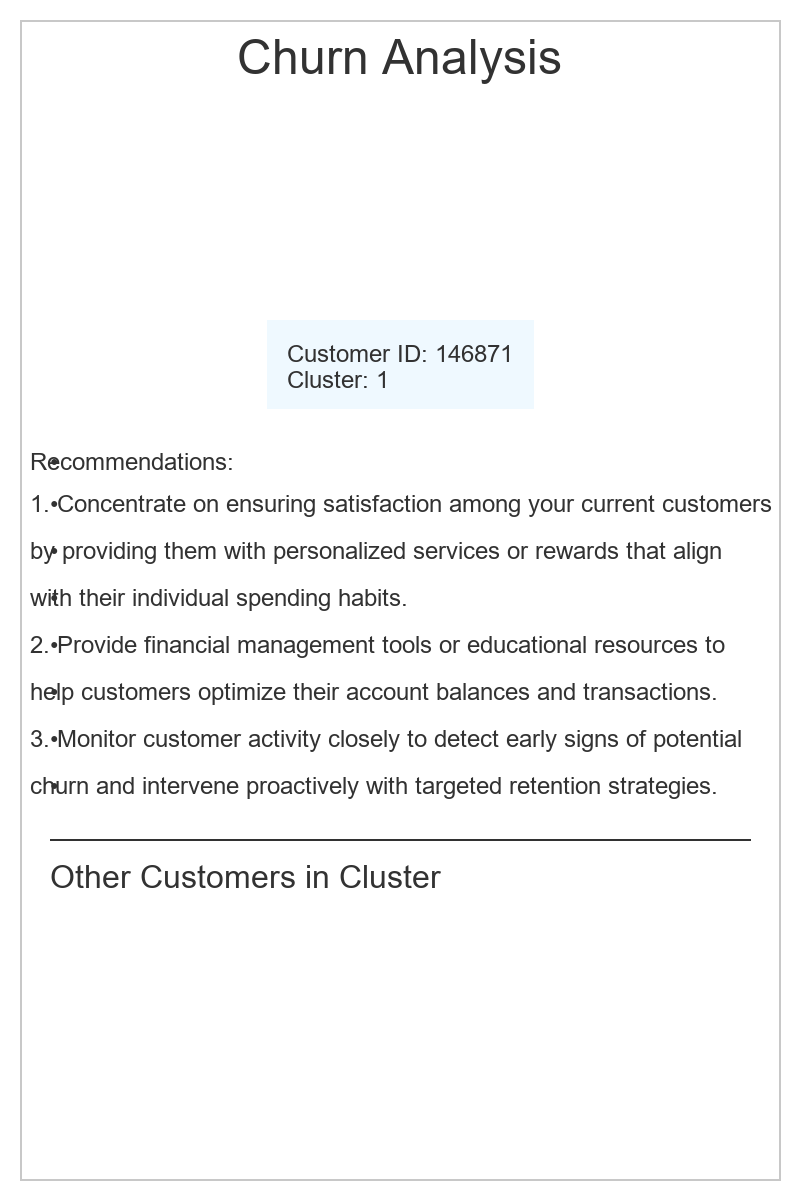 Churn Analysis
Customer ID: 146871
Cluster: 1
Recommendations:
1.•Concentrate on ensuring satisfaction among your current customers
by providing them with personalized services or rewards that align
with their individual spending habits.
2.•Provide financial management tools or educational resources to
help customers optimize their account balances and transactions.
3.•Monitor customer activity closely to detect early signs of potential
churn and intervene proactively with targeted retention strategies.
Other Customers in Cluster